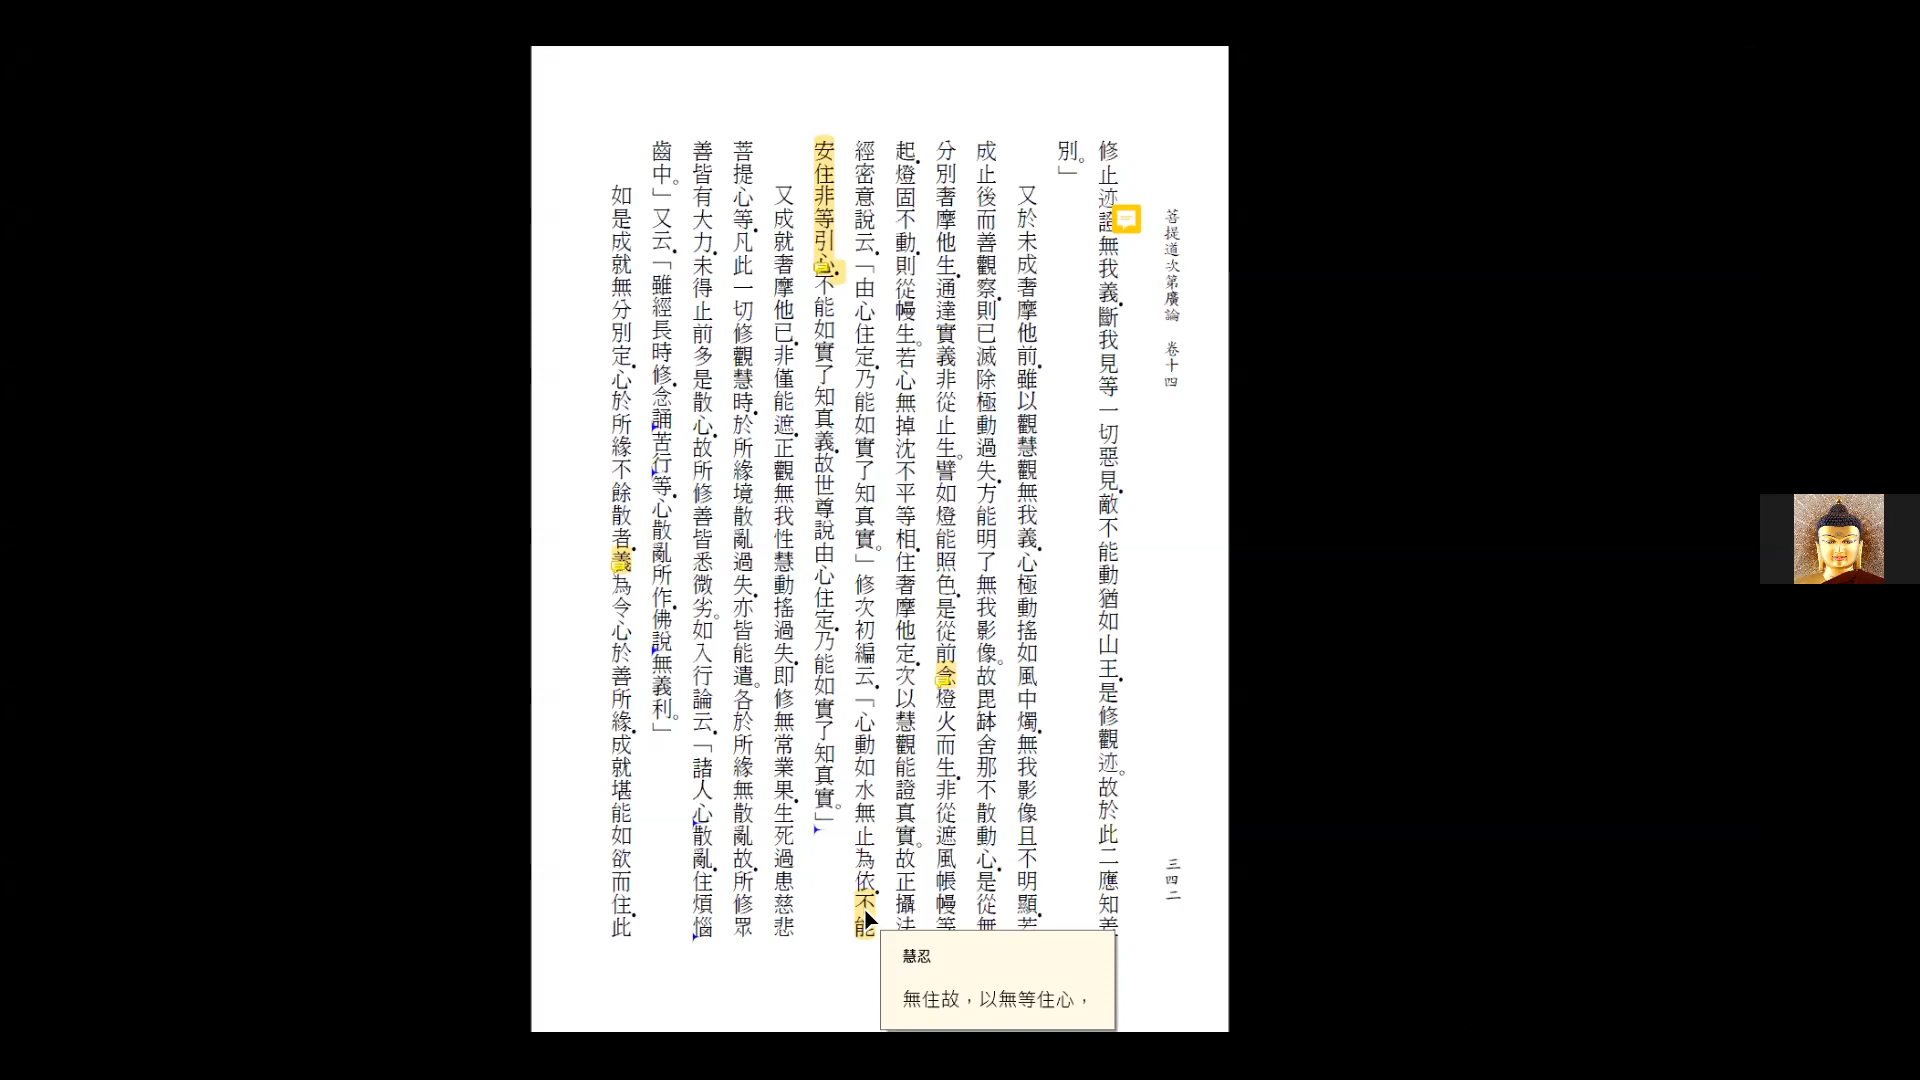 菩提道次第廣論　卷十四
三四二
修止迹證無我義，斷我見等一切惡見，敵不能動猶如山王，是修觀迹。故於此二應知差
別。」
又於未成奢摩他前，雖以觀慧觀無我義，心極動搖如風中燭，無我影像且不明顯，若
成止後而善觀察，則已滅除極動過失，方能明了無我影像。故毘缽舍那不散動心，是從無
分別奢摩他生，通達實義非從止生。譬如燈能照色，是從前念燈火而生，非從遮風帳幔等
起，燈固不動，則從幔生。若心無掉沈不平等相，住奢摩他定，次以慧觀能證真實。故正攝法
經密意說云，「由心住定，乃能如實了知真實。」修次初編云，「心動如水無止為依，不能
安住非等引心，不能如實了知真義，故世尊說由心住定，乃能如實了知真實。」
又成就奢摩他已，非僅能遮，正觀無我性慧動搖過失，即修無常業果，生死過患慈悲
菩提心等，凡此一切修觀慧時，於所緣境散亂過失，亦皆能遣。各於所緣無散亂故，所修眾
善皆有大力，未得止前多是散心，故所修善皆悉微劣。如入行論云，「諸人心散亂，住煩惱
齒中。」又云，「雖經長時修，念誦苦行等，心散亂所作，佛說無義利。」
如是成就無分別定，心於所緣不餘散者，義為令心於善所緣，成就堪能如欲而住，此
慧忍
無住故，以無等住心，